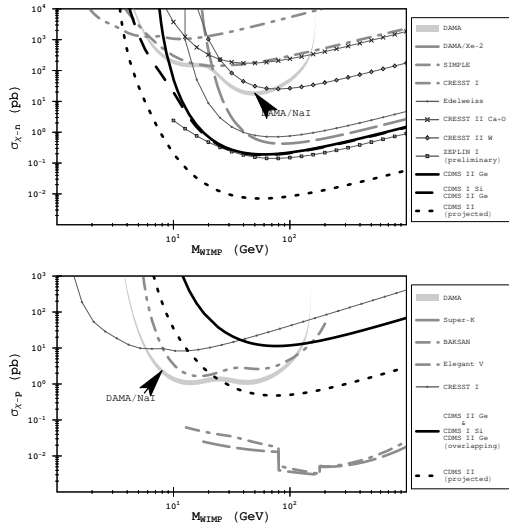 σχ-n (pb)
10⁴
10³
10²
10¹
10⁰
10⁻¹
10⁻²
DAMA/NaI
10¹
10²
MWIMP (GeV)
DAMA
DAMA/Xe-2
SIMPLE
CRESST I
Edelweiss
CRESST II Ca-O
CRESST II W
ZEPLIN I
(preliminary)
CDMS II Ge
CDMS I Si
CDMS II Ge
CDMS II
(projected)
σχ-p (pb)
10³
10²
10¹
10⁰
10⁻¹
10⁻²
DAMA/NaI
10¹
10²
MWIMP (GeV)
DAMA
Super-K
BAKSAN
Elegant V
CRESST I
CDMS II Ge
&
CDMS I Si
CDMS II Ge
(overlapping)
CDMS II
(projected)